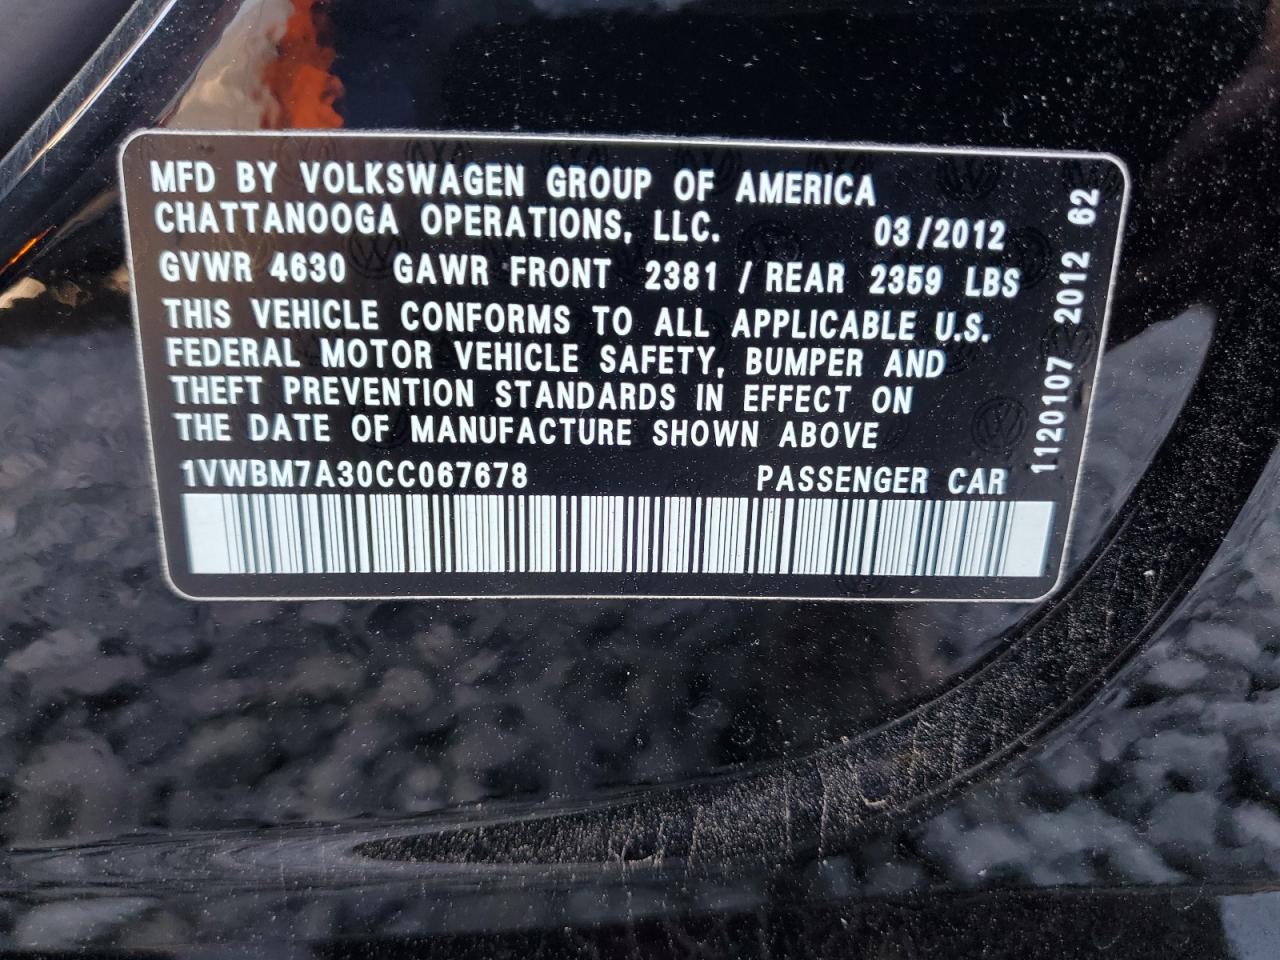 MFD BY VOLKSWAGEN GROUP OF AMERICA
CHATTANOOGA OPERATIONS, LLC. 03/2012
GVWR 4630 GAWR FRONT 2381 / REAR 2359 LBS
THIS VEHICLE CONFORMS TO ALL APPLICABLE U.S.
FEDERAL MOTOR VEHICLE SAFETY, BUMPER AND
THEFT PREVENTION STANDARDS IN EFFECT ON
THE DATE OF MANUFACTURE SHOWN ABOVE
1VWBM7A30CC067678 PASSENGER CAR
1120107 2012 62